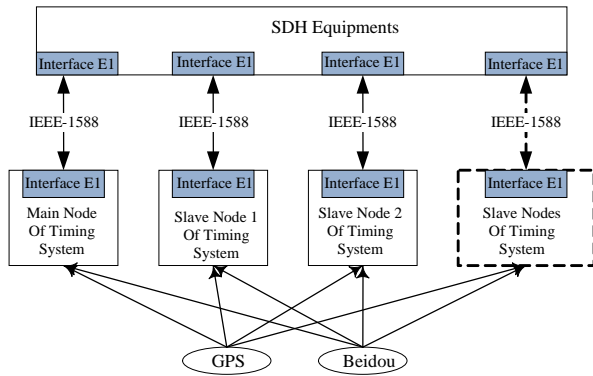 SDH Equipments
Interface E1 Interface E1 Interface E1 Interface E1
IEEE-1588 IEEE-1588 IEEE-1588 IEEE-1588
Interface E1 Interface E1 Interface E1 Interface E1
Main Node
Of Timing
System
Slave Node 1
Of Timing
System
Slave Node 2
Of Timing
System
Slave Nodes
Of Timing
System
GPS Beidou